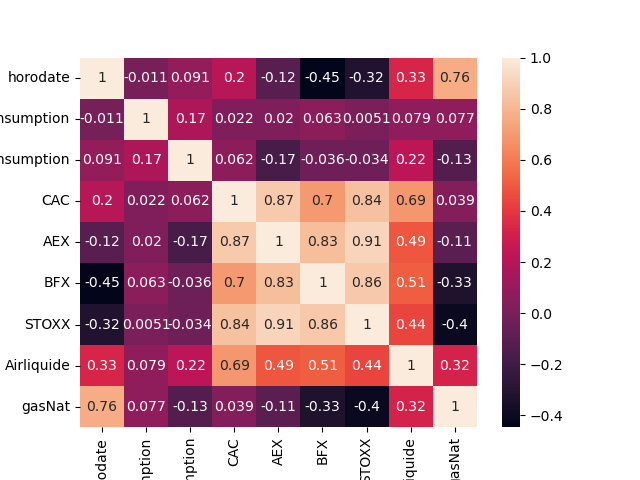 horodate 1 -0.011 0.091 0.2 -0.12 -0.45 -0.32 0.33 0.76
nsumption -0.011 1 0.17 0.022 0.02 0.063 0.0051 0.079 0.077
nsumption 0.091 0.17 1 0.062 -0.17 -0.036 -0.034 0.22 -0.13
CAC 0.2 0.022 0.062 1 0.87 0.7 0.84 0.69 0.039
AEX -0.12 0.02 -0.17 0.87 1 0.83 0.91 0.49 -0.11
BFX -0.45 0.063 -0.036 0.7 0.83 1 0.86 0.51 -0.33
STOXX -0.32 0.0051 -0.034 0.84 0.91 0.86 1 0.44 -0.4
Airliquide 0.33 0.079 0.22 0.69 0.49 0.51 0.44 1 0.32
gasNat 0.76 0.077 -0.13 0.039 -0.11 -0.33 -0.4 0.32 1
rodate mption mption CAC AEX BFX STOXX iquide gasNat
1.0
0.8
0.6
0.4
0.2
0.0
−0.2
−0.4